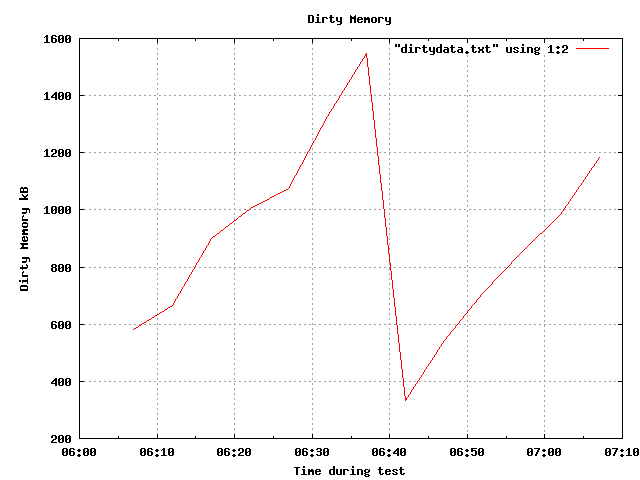 Dirty Memory
1600
"dirtydata.txt" using 1:2
1400
1200
1000
800
600
400
200
Dirty Memory kB
06:00 06:10 06:20 06:30 06:40 06:50 07:00 07:10
Time during test